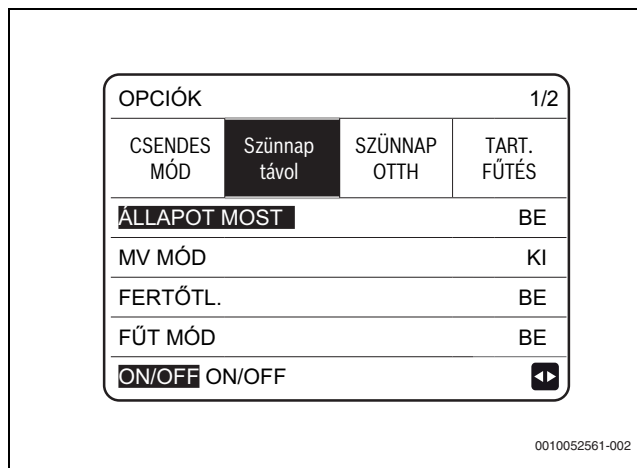 OPCIÓK 1/2
CSENDES MÓD
Szünnap távol
SZÜNNAP OTTH
TART. FŰTÉS
ÁLLAPOT MOST BE
MV MÓD KI
FERTŐTL. BE
FŰT MÓD BE
ON/OFF ON/OFF
0010052561-002